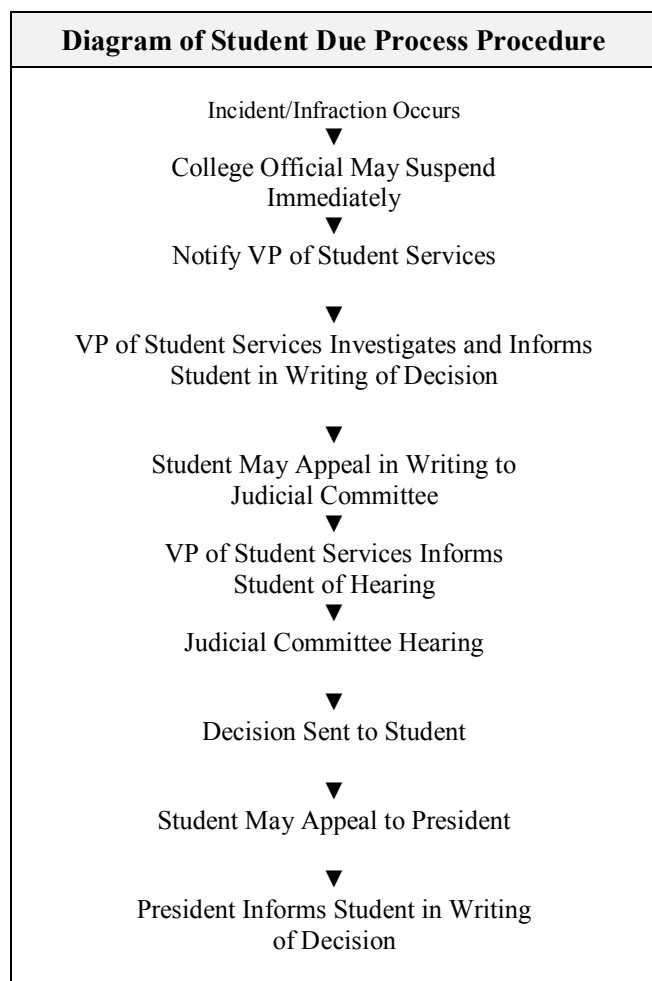 Diagram of Student Due Process Procedure
Incident/Infraction Occurs
▼
College Official May Suspend
Immediately
▼
Notify VP of Student Services
▼
VP of Student Services Investigates and Informs
Student in Writing of Decision
▼
Student May Appeal in Writing to
Judicial Committee
▼
VP of Student Services Informs
Student of Hearing
▼
Judicial Committee Hearing
▼
Decision Sent to Student
▼
Student May Appeal to President
▼
President Informs Student in Writing
of Decision